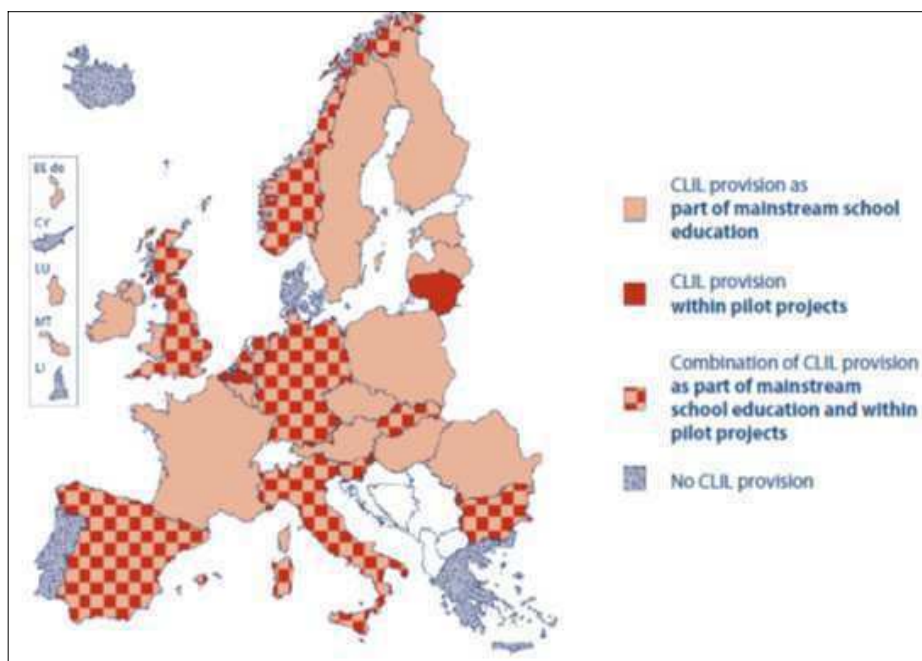 EE de
CY
LU
MT
LI
CLIL provision as
part of mainstream school
education
CLIL provision
within pilot projects
Combination of CLIL provision
as part of mainstream
school education and within
pilot projects
No CLIL provision